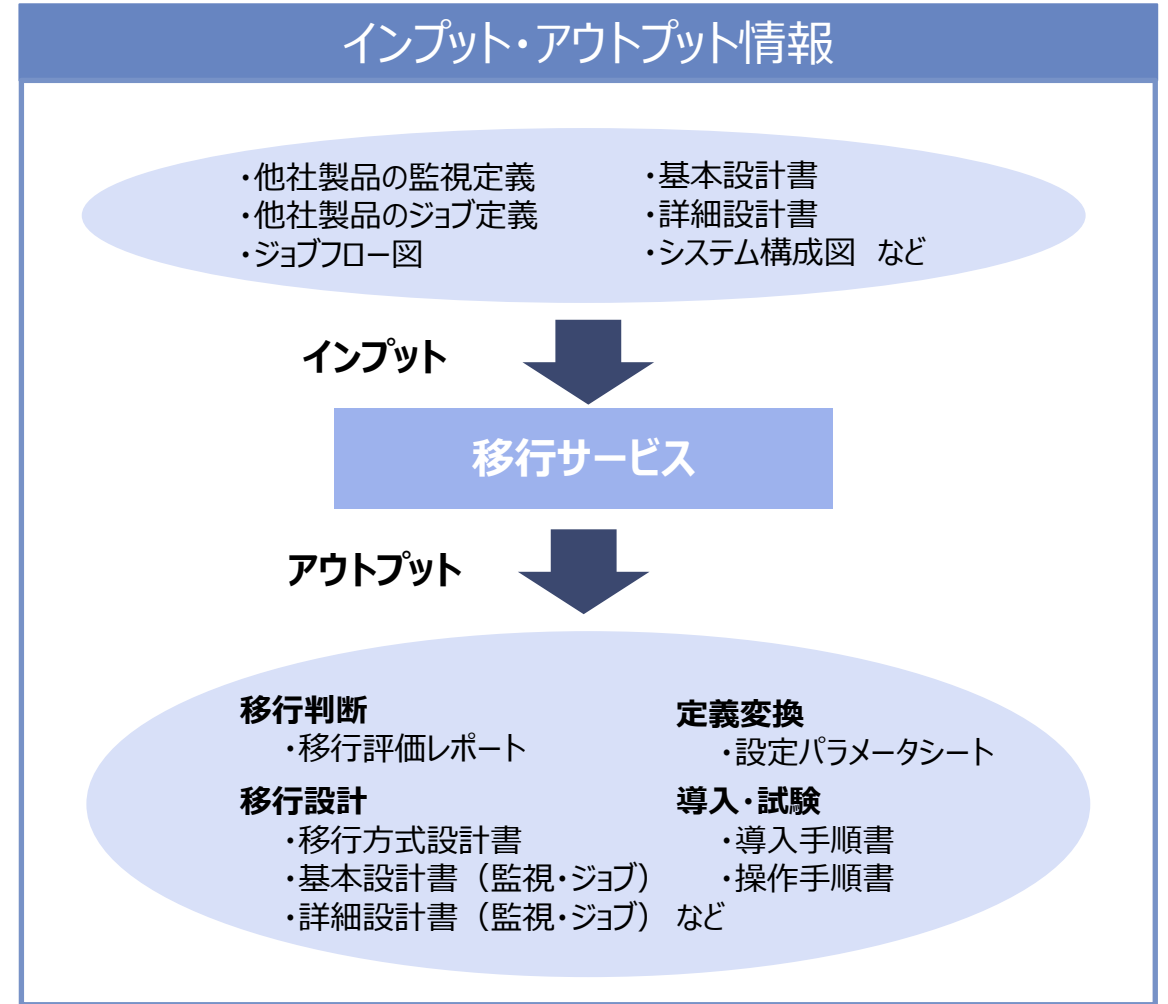 インプット・アウトプット情報
・他社製品の監視定義
・他社製品のジョブ定義
・ジョブフロー図
・基本設計書
・詳細設計書
・システム構成図 など
インプット
移行サービス
アウトプット
移行判断
・移行評価レポート
移行設計
・移行方式設計書
・基本設計書（監視・ジョブ）
・詳細設計書（監視・ジョブ） など
定義変換
・設定パラメータシート
導入・試験
・導入手順書
・操作手順書